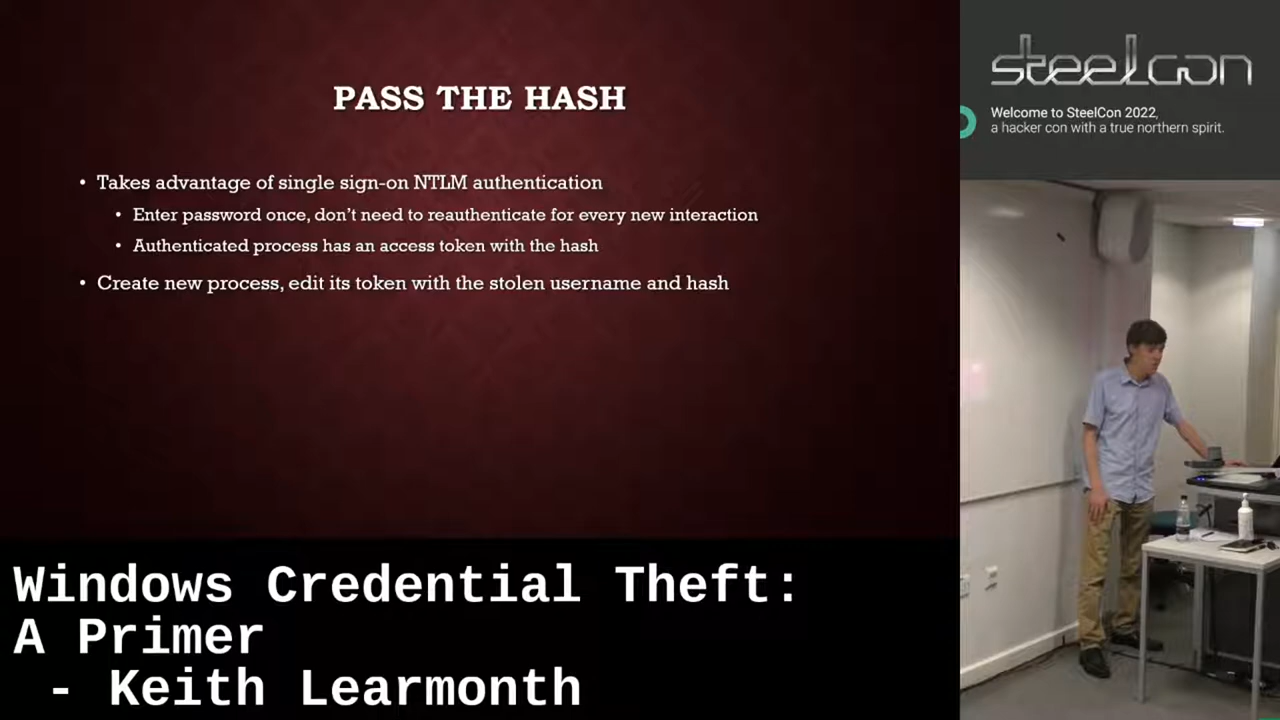 PASS THE HASH
• Takes advantage of single sign-on NTLM authentication
• Enter password once, don't need to reauthenticate for every new interaction
• Authenticated process has an access token with the hash
• Create new process, edit its token with the stolen username and hash
Windows Credential Theft:
A Primer
- Keith Learmonth
steelcon
Welcome to SteelCon 2022,
a hacker con with a true northern spirit.